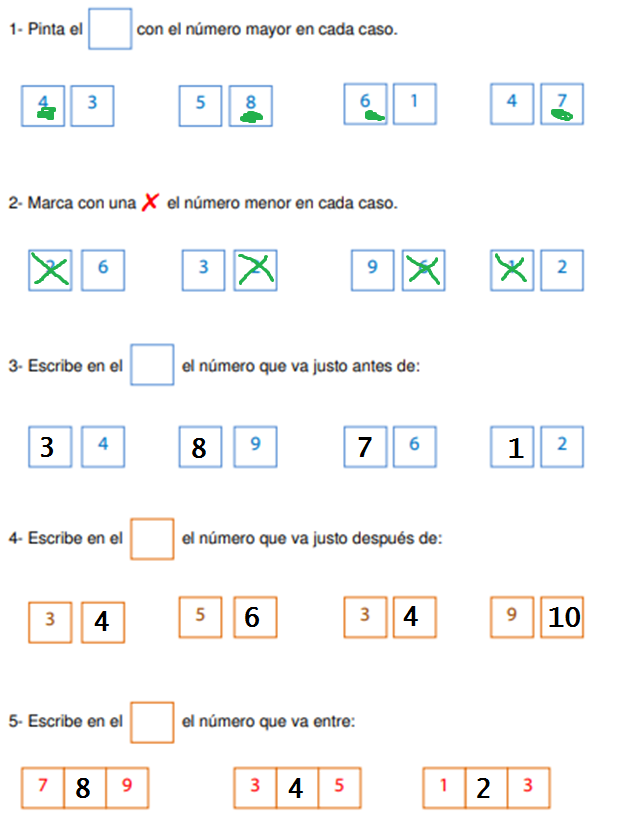 1- Pinta el con el número mayor en cada caso.
4 3 5 8 6 1 4 7
2- Marca con una ✗ el número menor en cada caso.
6 3 2 9 6 1 2
3- Escribe en el el número que va justo antes de:
3 4 8 9 7 6 1 2
4- Escribe en el el número que va justo después de:
3 4 5 6 3 4 9 10
5- Escribe en el el número que va entre:
7 8 9 3 4 5 1 2 3